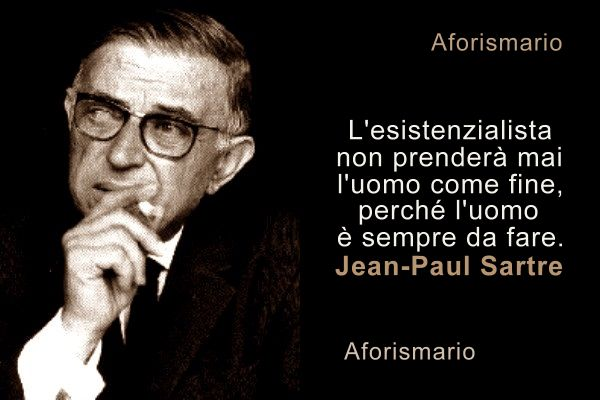 Aforismario
L'esistenzialista
non prenderà mai
l'uomo come fine,
perché l'uomo
è sempre da fare.
Jean-Paul Sartre
Aforismario